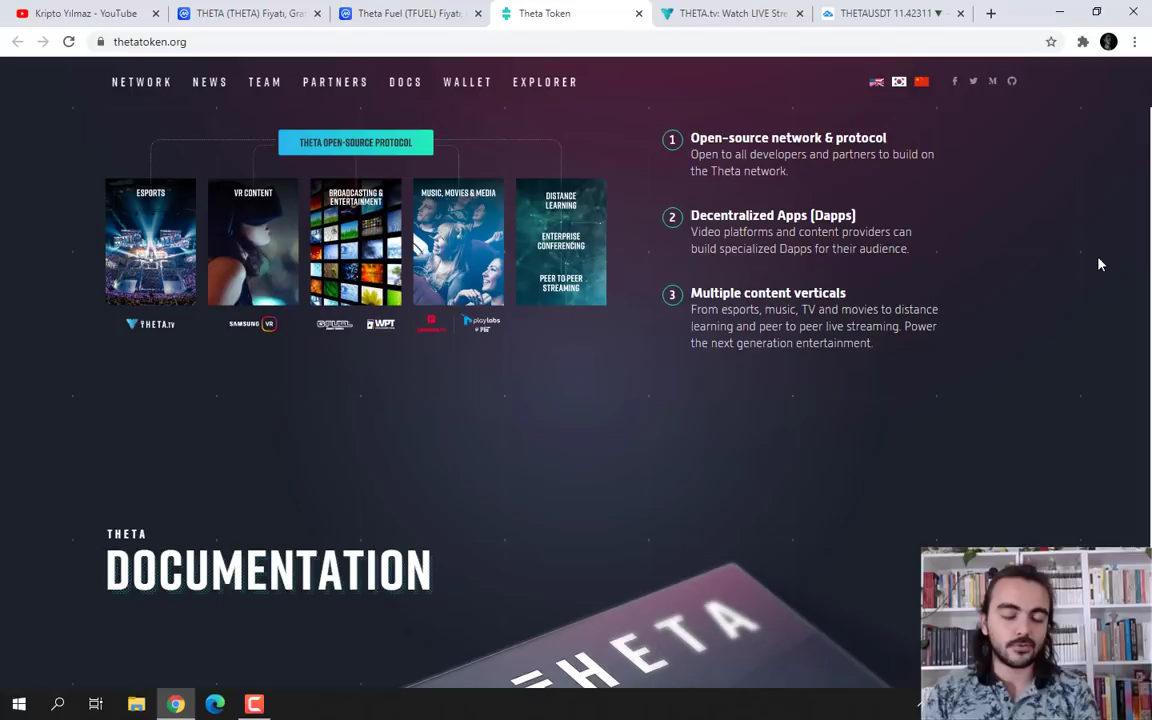 Kripto Yılmaz - YouTube
THETA (THETA) Fiyatı, Gra
Theta Fuel (TFUEL) Fiyatı,
Theta Token
THETA.tv: Watch LIVE Stre
THETAUSDT 11.42311 ▼
thetatoken.org
NETWORK NEWS TEAM PARTNERS DOCS WALLET EXPLORER
THETA OPEN-SOURCE PROTOCOL
ESPORTS
VR CONTENT
BROADCASTING &
ENTERTAINMENT
MUSIC, MOVIES & MEDIA
DISTANCE
LEARNING
ENTERPRISE
CONFERENCING
PEER TO PEER
STREAMING
THETA.tv
SAMSUNG VR
WPT
playlabs
1 Open-source network & protocol
Open to all developers and partners to build on
the Theta network.
2 Decentralized Apps (Dapps)
Video platforms and content providers can
build specialized Dapps for their audience.
3 Multiple content verticals
From esports, music, TV and movies to distance
learning and peer to peer live streaming. Power
the next generation entertainment.
THETA
DOCUMENTATION
THETA